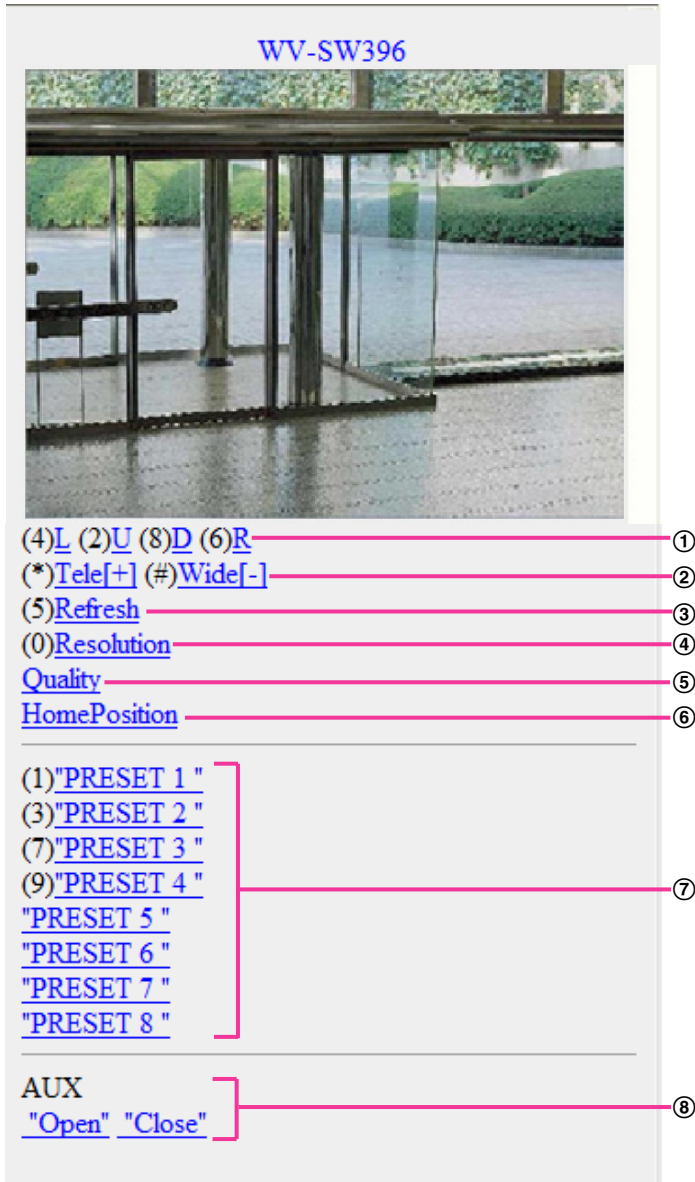 WV-SW396
(4)L (2)U (8)D (6)R ①
(*)Tele[+] (#)Wide[-] ②
(5)Refresh ③
(0)Resolution ④
Quality ⑤
HomePosition ⑥
(1)"PRESET 1 "
(3)"PRESET 2 "
(7)"PRESET 3 "
(9)"PRESET 4 " ⑦
"PRESET 5 "
"PRESET 6 "
"PRESET 7 "
"PRESET 8 "
AUX
"Open" "Close" ⑧